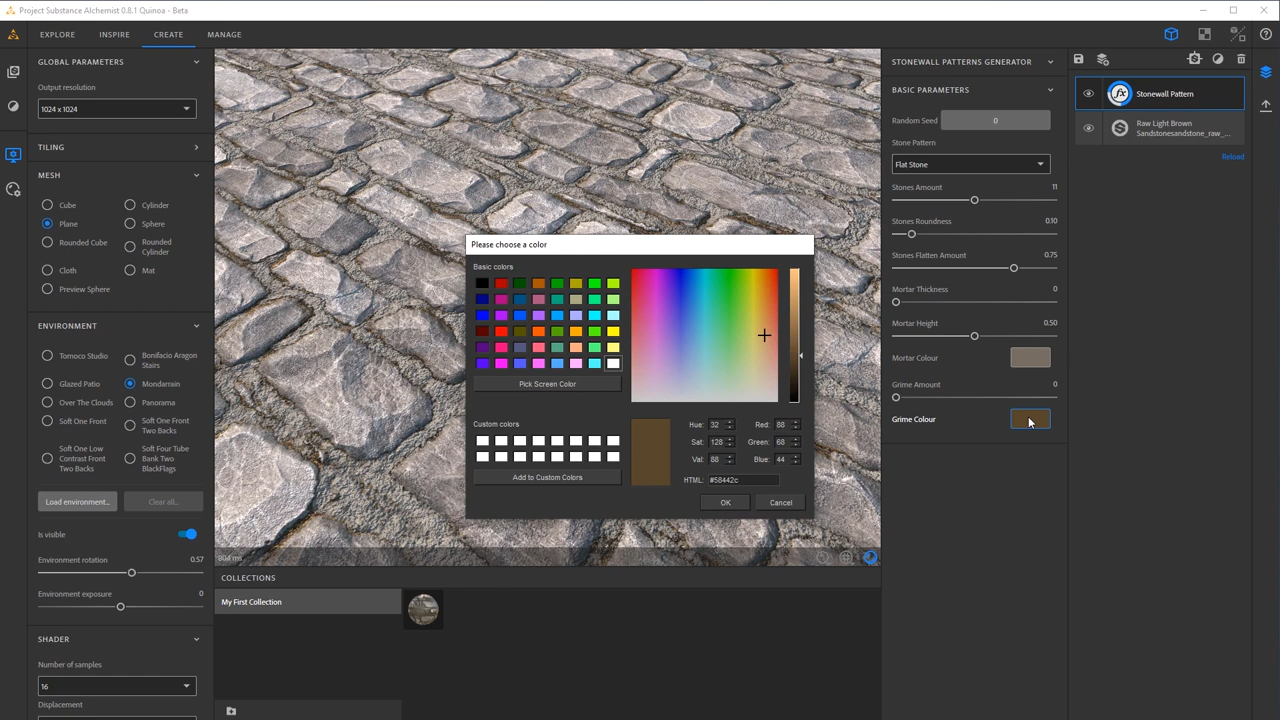 Project Substance Alchemist 0.8.1 Quinoa - Beta
EXPLORE
INSPIRE
CREATE
MANAGE
GLOBAL PARAMETERS
Output resolution
1024 x 1024
TILING
MESH
Cube
Cylinder
Plane
Sphere
Rounded Cube
Rounded
Cylinder
Cloth
Mat
Preview Sphere
ENVIRONMENT
Tomoco Studio
Bonifacio Aragon
Stairs
Glazed Patio
Mondarrain
Over The Clouds
Panorama
Soft One Front
Soft One Front
Two Backs
Soft One Low
Contrast Front
Two Backs
Soft Four Tube
Bank Two
BlackFlags
Load environment...
Clear all...
Is visible
Environment rotation
0.57
Environment exposure
0
SHADER
Number of samples
16
Displacement
Please choose a color
Basic colors
Pick Screen Color
Custom colors
Add to Custom Colors
Hue: 32
Red: 88
Sat: 128
Green: 68
Val: 88
Blue: 44
HTML: #58442c
OK
Cancel
COLLECTIONS
My First Collection
STONEWALL PATTERNS GENERATOR
BASIC PARAMETERS
Random Seed
0
Stone Pattern
Flat Stone
Stones Amount
11
Stones Roundness
0.10
Stones Flatten Amount
0.75
Mortar Thickness
0
Mortar Height
0.50
Mortar Colour
Grime Amount
0
Grime Colour
fx
Stonewall Pattern
Raw Light Brown
Sandstonesandstone_raw_...
Reload